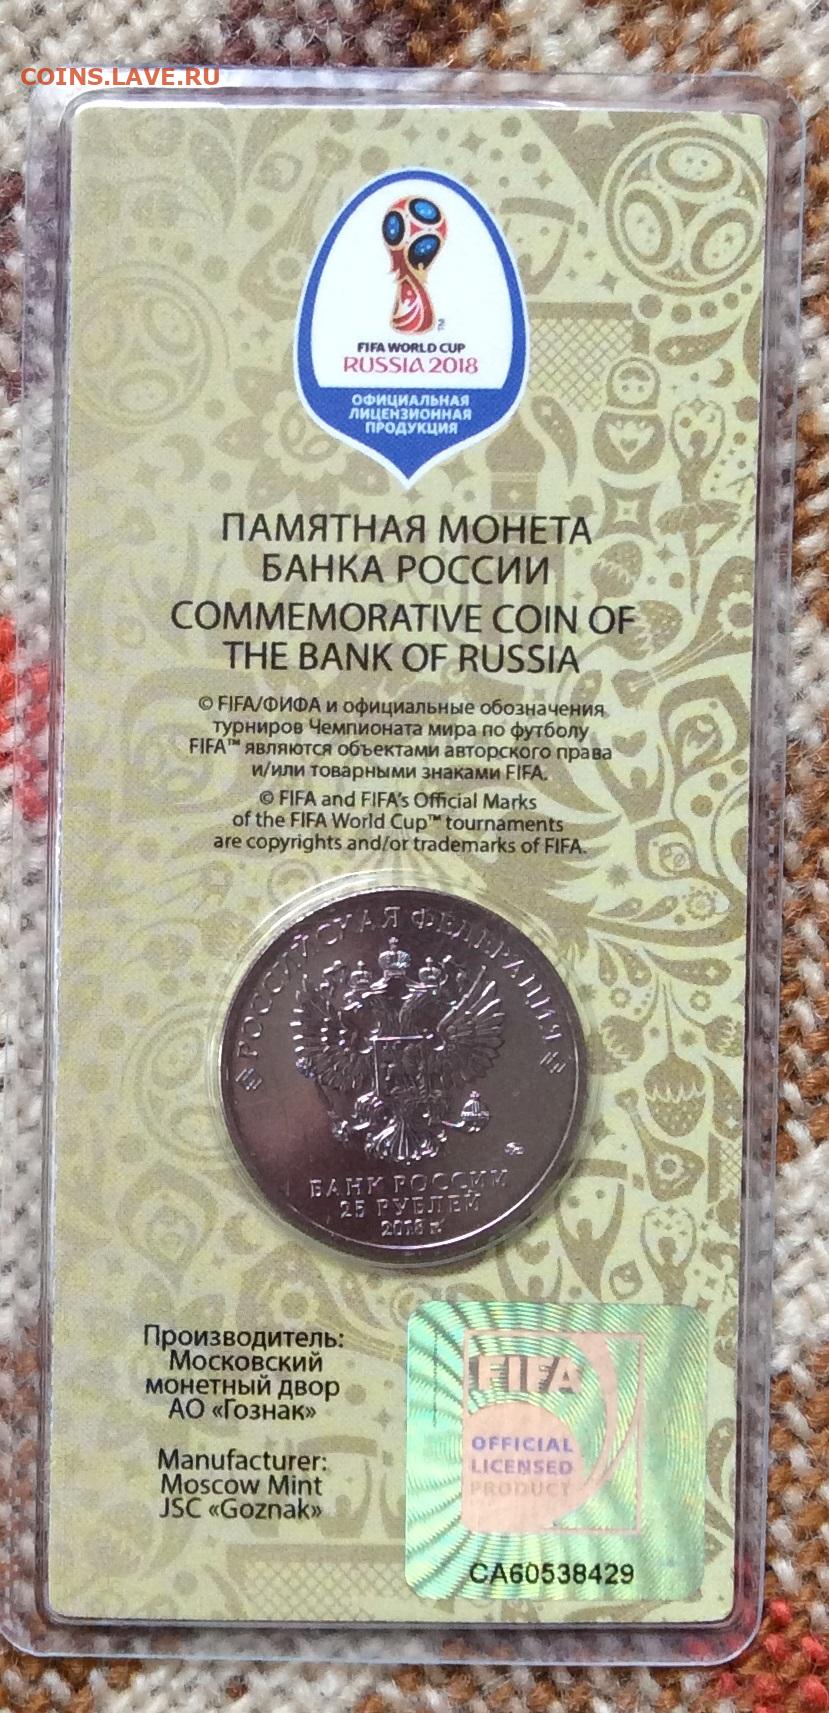 COINS.LAVE.RU
FIFA WORLD CUP
RUSSIA 2018
ОФИЦИАЛЬНАЯ
ЛИЦЕНЗИОННАЯ
ПРОДУКЦИЯ
ПАМЯТНАЯ МОНЕТА
БАНКА РОССИИ
COMMEMORATIVE COIN OF
THE BANK OF RUSSIA
© FIFA/ФИФА и официальные обозначения
турниров Чемпионата мира по футболу
FIFA™ являются объектами авторского права
и/или товарными знаками FIFA.
© FIFA and FIFA's Official Marks
of the FIFA World Cup™ tournaments
are copyrights and/or trademarks of FIFA.
РОССИЙСКАЯ ФЕДЕРАЦИЯ
БАНК РОССИИ
25 РУБЛЕЙ
2018 г.
Производитель:
Московский
монетный двор
АО «Гознак»
Manufacturer:
Moscow Mint
JSC «Goznak»
FIFA
OFFICIAL
LICENSED
PRODUCT
CA60538429